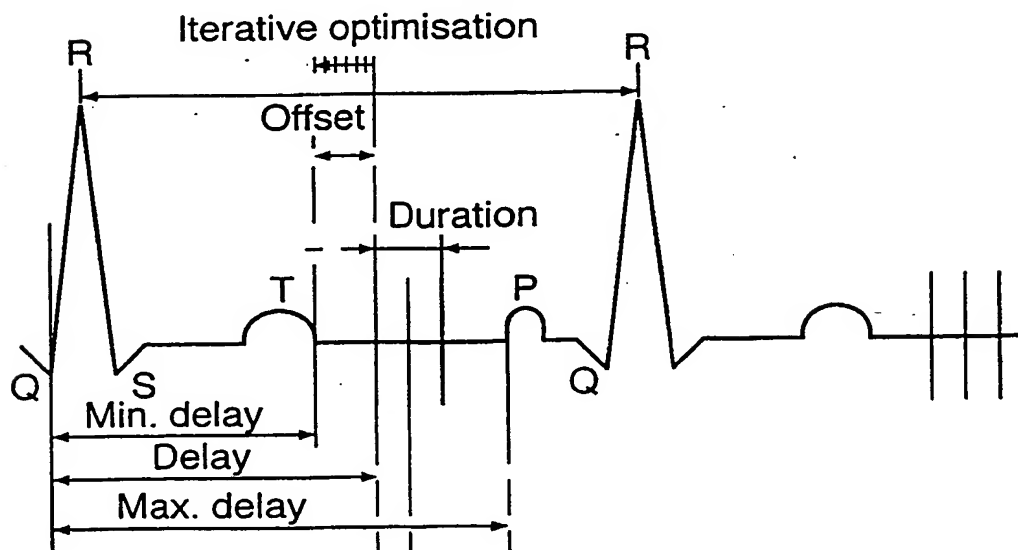 Iterative optimisation
R
R
Offset
Duration
T
P
Q
S
Q
Min. delay
Delay
Max. delay